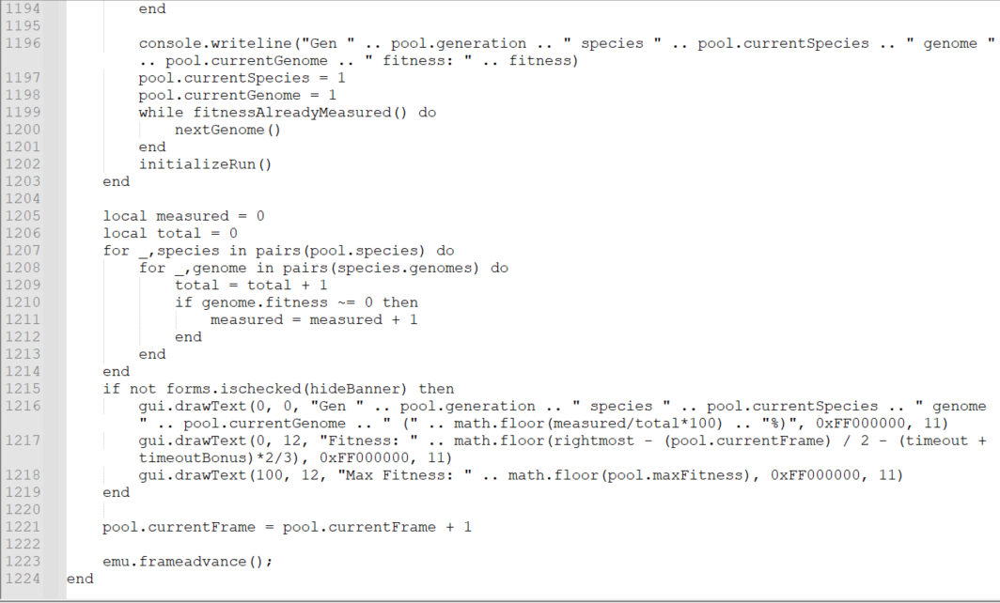 1194 end
1195
1196 console.writeline("Gen " .. pool.generation .. " species " .. pool.currentSpecies .. " genome "
.. pool.currentGenome .. " fitness: " .. fitness)
1197 pool.currentSpecies = 1
1198 pool.currentGenome = 1
1199 while fitnessAlreadyMeasured() do
1200 nextGenome()
1201 end
1202 initializeRun()
1203 end
1204
1205 local measured = 0
1206 local total = 0
1207 for _,species in pairs(pool.species) do
1208 for _,genome in pairs(species.genomes) do
1209 total = total + 1
1210 if genome.fitness ~= 0 then
1211 measured = measured + 1
1212 end
1213 end
1214 end
1215 if not forms.ischecked(hideBanner) then
1216 gui.drawText(0, 0, "Gen " .. pool.generation .. " species " .. pool.currentSpecies .. " genome
" .. pool.currentGenome .. " (" .. math.floor(measured/total*100) .. "%)", 0xFF000000, 11)
1217 gui.drawText(0, 12, "Fitness: " .. math.floor(rightmost - (pool.currentFrame) / 2 - (timeout +
timeoutBonus)*2/3), 0xFF000000, 11)
1218 gui.drawText(100, 12, "Max Fitness: " .. math.floor(pool.maxFitness), 0xFF000000, 11)
1219 end
1220
1221 pool.currentFrame = pool.currentFrame + 1
1222
1223 emu.frameadvance();
1224 end